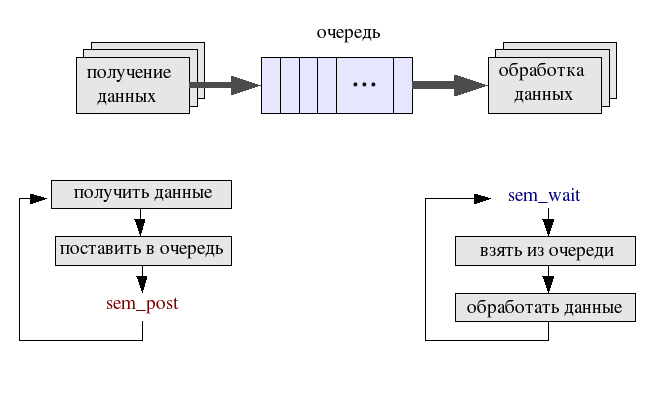 очередь
получение
данных
...
обработка
данных
получить данные
поставить в очередь
sem_post
sem_wait
взять из очереди
обработать данные